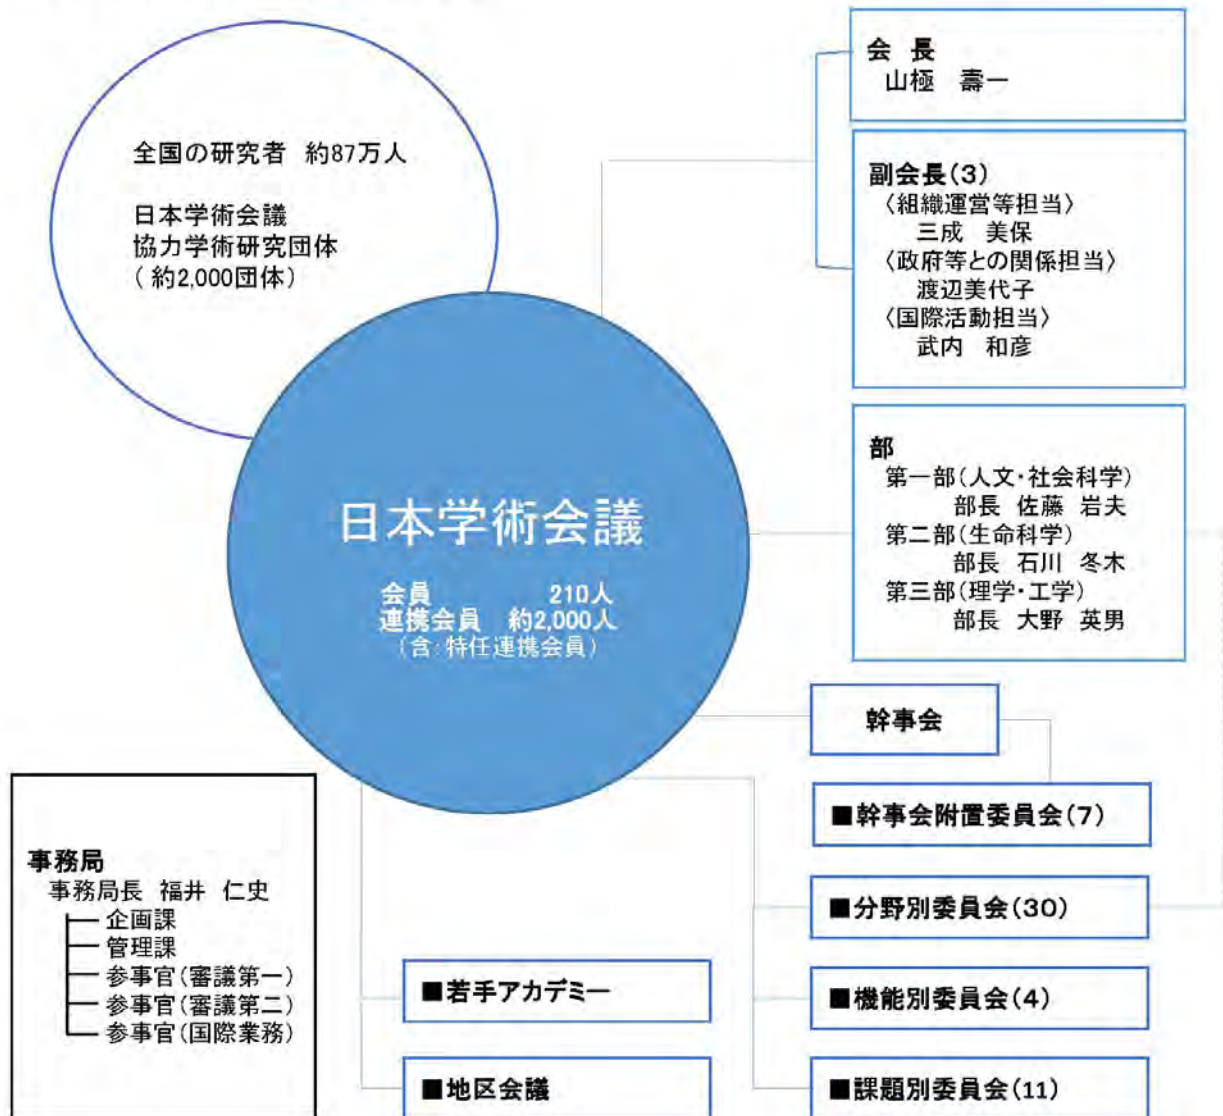 全国の研究者 約87万人
日本学術会議
協力学術研究団体
(約2,000団体)
日本学術会議
会員 210人
連携会員 約2,000人
(含:特任連携会員)
会 長
山極 壽一
副会長(3)
〈組織運営等担当〉
三成 美保
〈政府等との関係担当〉
渡辺美代子
〈国際活動担当〉
武内 和彦
部
第一部(人文・社会科学)
部長 佐藤 岩夫
第二部(生命科学)
部長 石川 冬木
第三部(理学・工学)
部長 大野 英男
幹事会
■幹事会附置委員会(7)
■分野別委員会(30)
■機能別委員会(4)
■課題別委員会(11)
■若手アカデミー
■地区会議
事務局
事務局長 福井 仁史
企画課
管理課
参事官(審議第一)
参事官(審議第二)
参事官(国際業務)